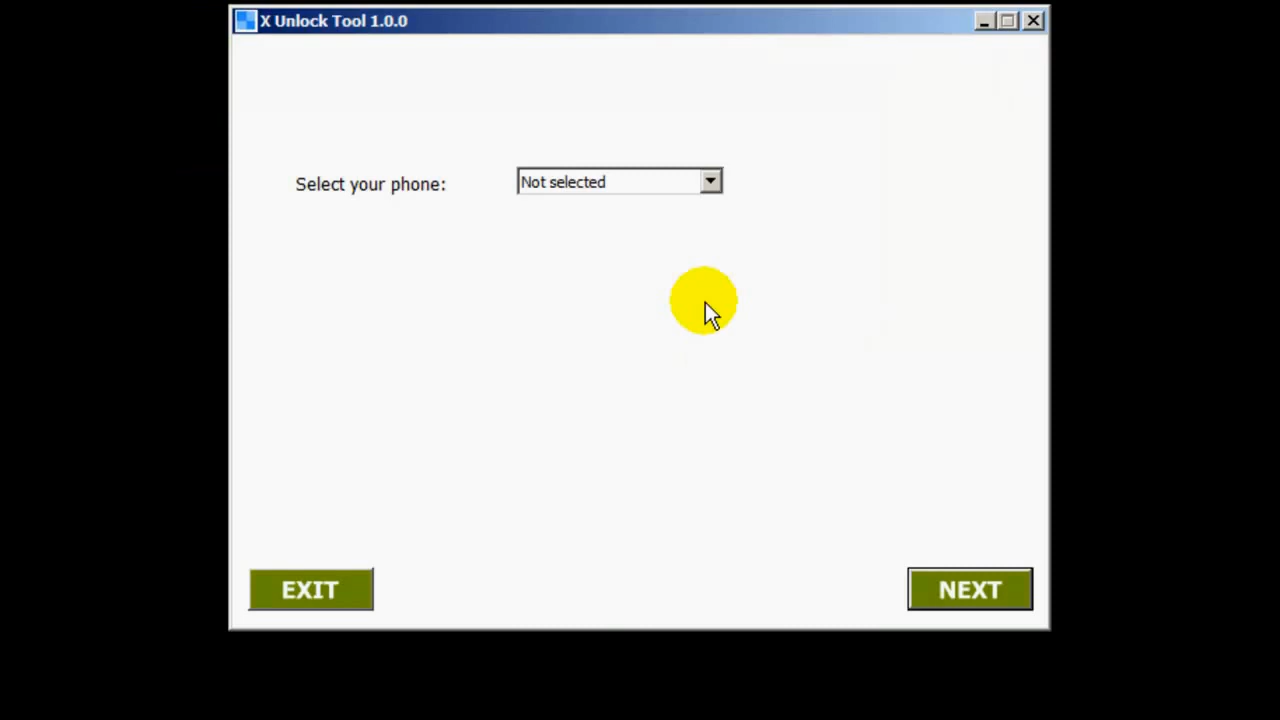 X Unlock Tool 1.0.0
Select your phone:
Not selected
EXIT
NEXT